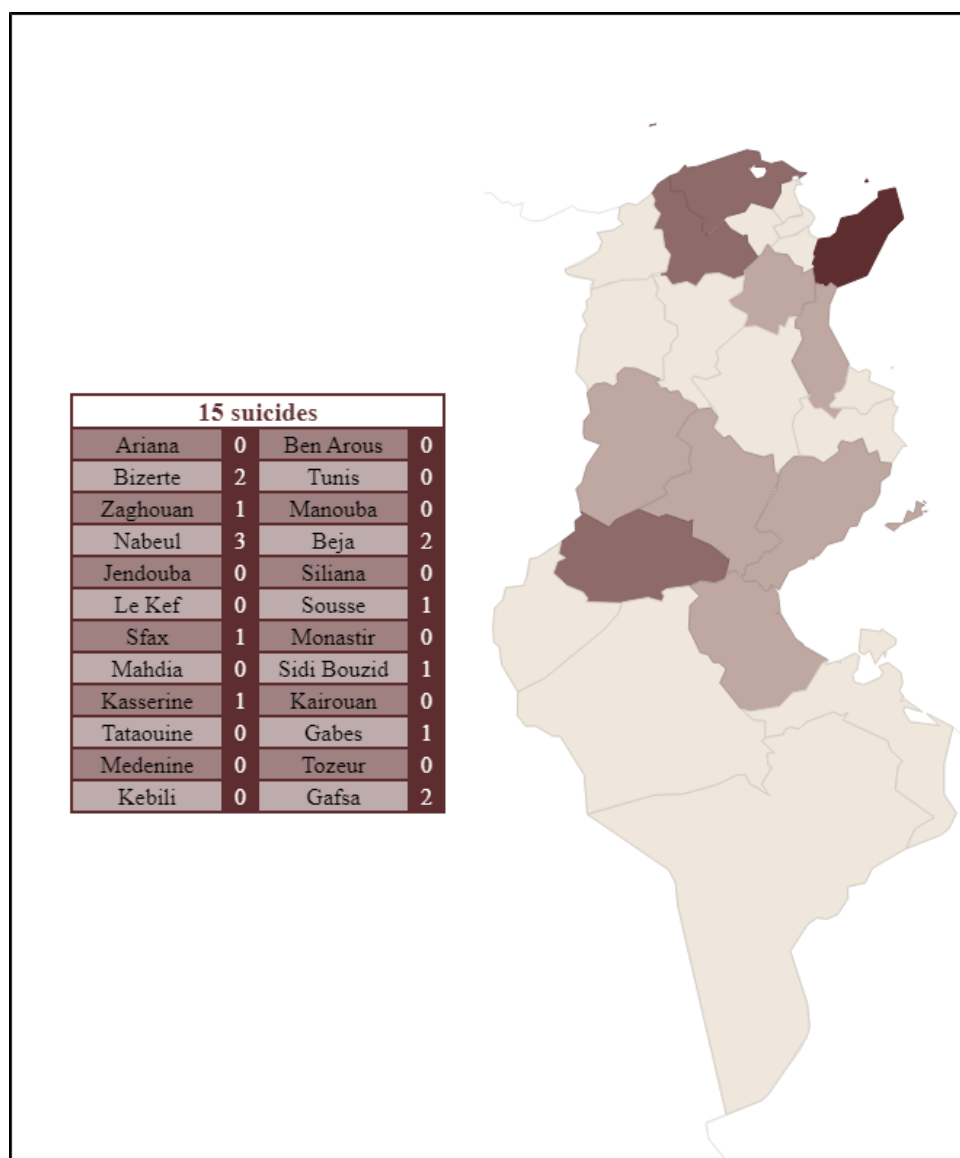 15 suicides
Ariana 0 Ben Arous 0
Bizerte 2 Tunis 0
Zaghouan 1 Manouba 0
Nabeul 3 Beja 2
Jendouba 0 Siliana 0
Le Kef 0 Sousse 1
Sfax 1 Monastir 0
Mahdia 0 Sidi Bouzid 1
Kasserine 1 Kairouan 0
Tataouine 0 Gabes 1
Medenine 0 Tozeur 0
Kebili 0 Gafsa 2